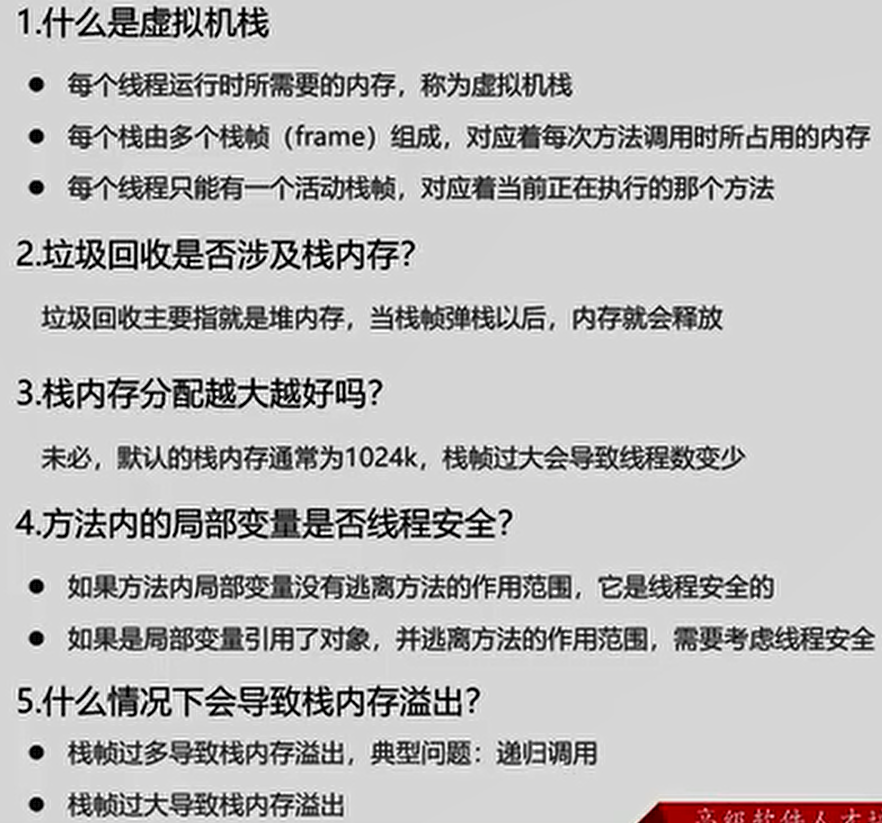 1.什么是虚拟机栈
● 每个线程运行时所需要的内存，称为虚拟机栈
● 每个栈由多个栈帧（frame）组成，对应着每次方法调用时所占用的内存
● 每个线程只能有一个活动栈帧，对应着当前正在执行的那个方法
2.垃圾回收是否涉及栈内存？
垃圾回收主要指就是堆内存，当栈帧弹栈以后，内存就会释放
3.栈内存分配越大越好吗？
未必，默认的栈内存通常为1024k，栈帧过大会导致线程数变少
4.方法内的局部变量是否线程安全？
● 如果方法内局部变量没有逃离方法的作用范围，它是线程安全的
● 如果是局部变量引用了对象，并逃离方法的作用范围，需要考虑线程安全
5.什么情况下会导致栈内存溢出？
● 栈帧过多导致栈内存溢出，典型问题：递归调用
● 栈帧过大导致栈内存溢出
高级软件人才